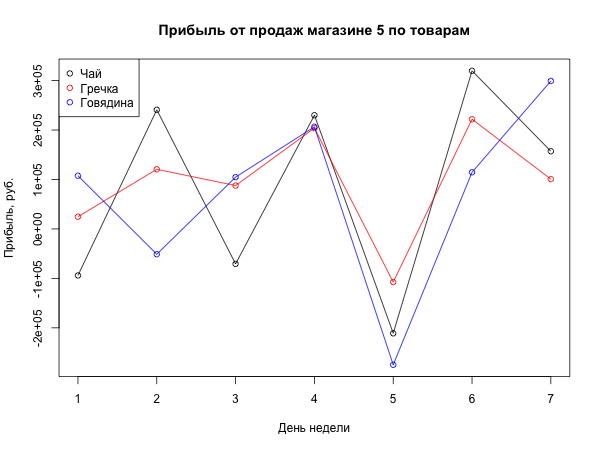 Прибыль от продаж магазине 5 по товарам
Чай
Гречка
Говядина
Прибыль, руб.
3e+05
2e+05
1e+05
0e+00
-1e+05
-2e+05
1 2 3 4 5 6 7
День недели